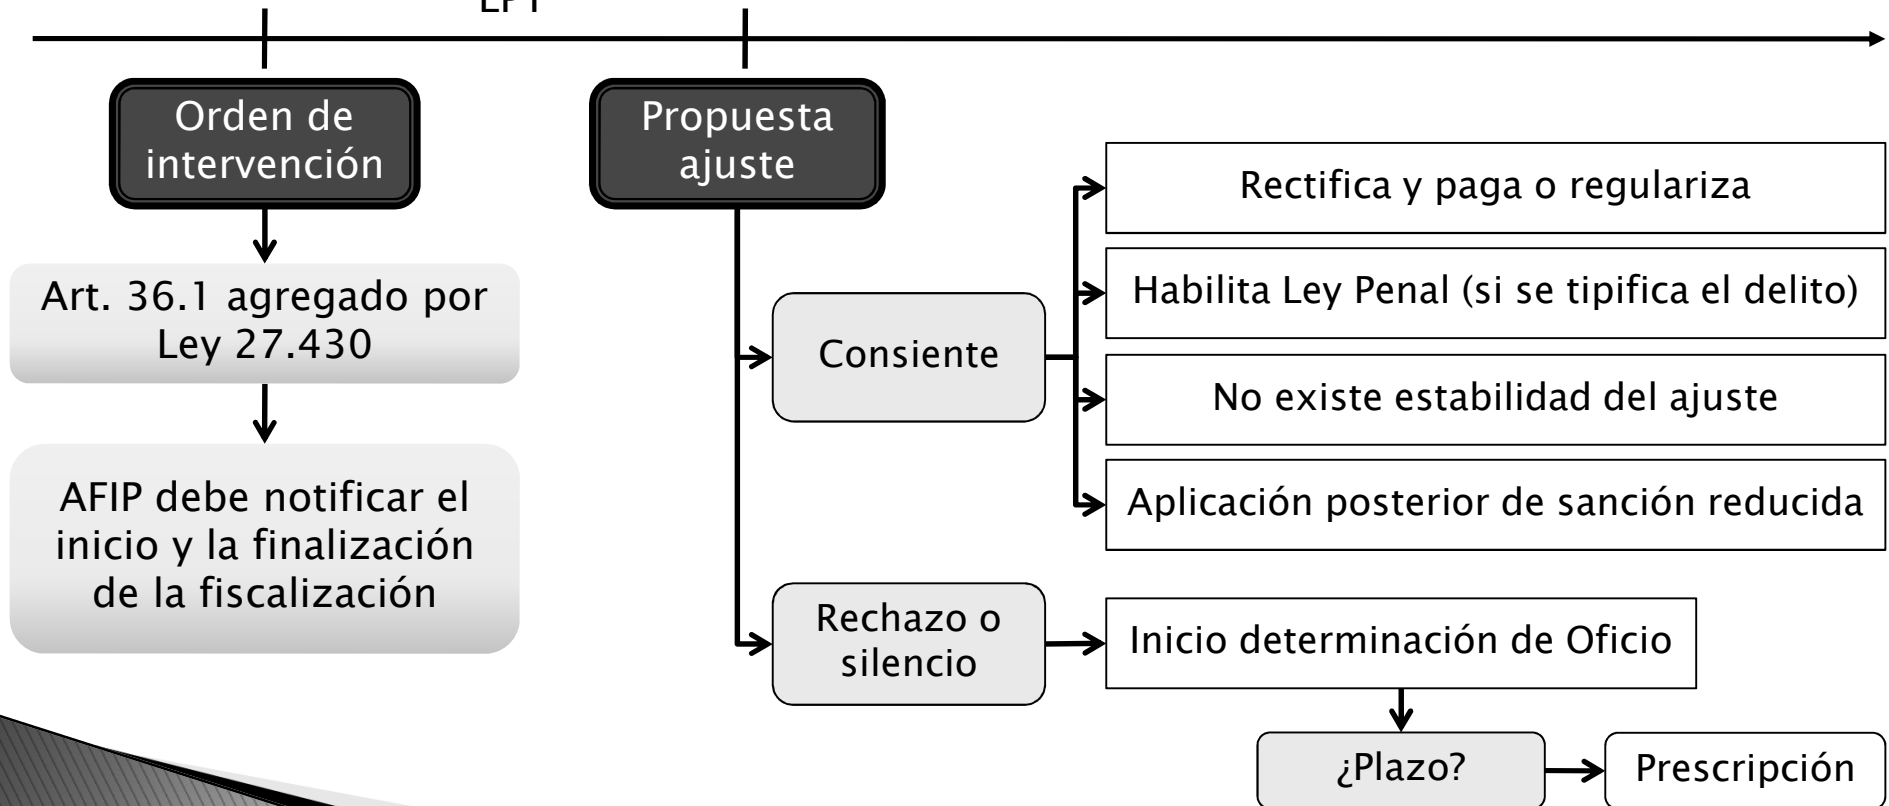 Orden de
intervención
Art. 36.1 agregado por
Ley 27.430
AFIP debe notificar el
inicio y la finalización
de la fiscalización
Propuesta
ajuste
Consiente
Rectifica y paga o regulariza
Habilita Ley Penal (si se tipifica el delito)
No existe estabilidad del ajuste
Aplicación posterior de sanción reducida
Rechazo o
silencio
Inicio determinación de Oficio
¿Plazo?
Prescripción